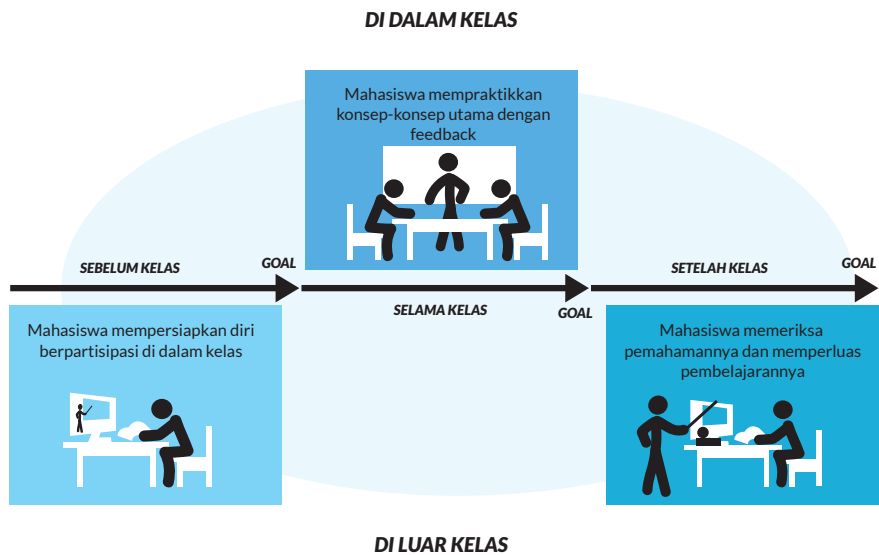 DI DALAM KELAS
Mahasiswa mempraktikkan
konsep-konsep utama dengan
feedback
SEBELUM KELAS
GOAL
SELAMA KELAS
GOAL
SETELAH KELAS
GOAL
Mahasiswa mempersiapkan diri
berpartisipasi di dalam kelas
Mahasiswa memeriksa
pemahamannya dan memperluas
pembelajarannya
DI LUAR KELAS